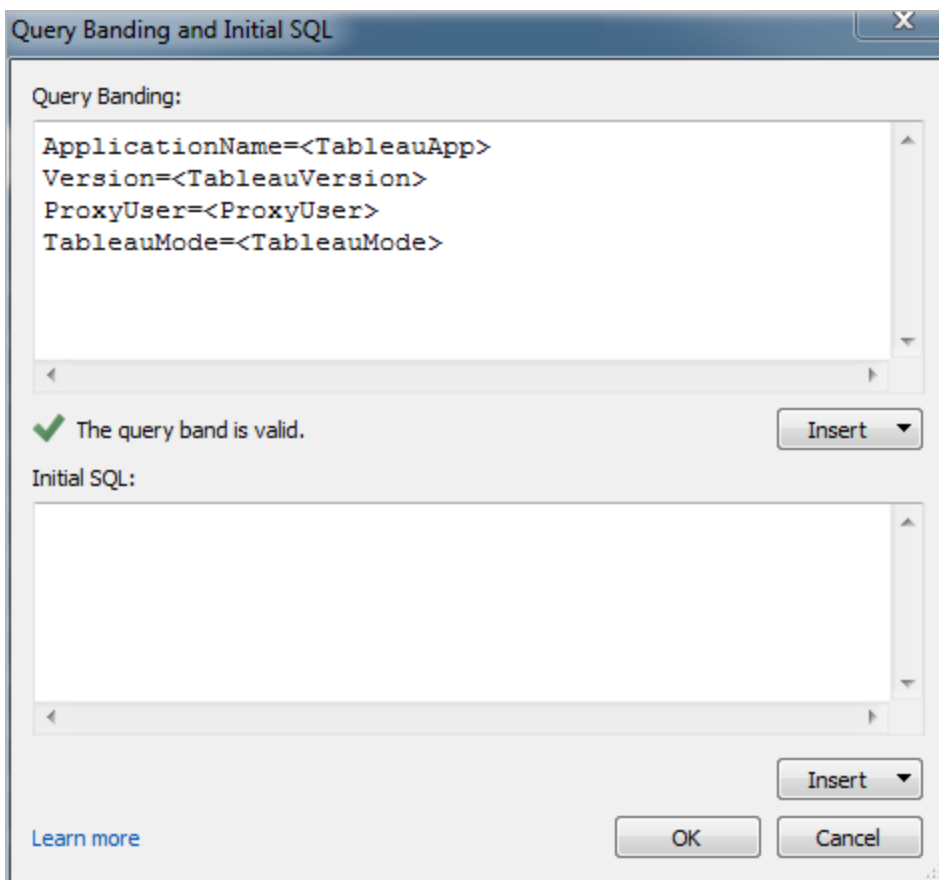 Query Banding and Initial SQL
Query Banding:
ApplicationName=<TableauApp>
Version=<TableauVersion>
ProxyUser=<ProxyUser>
TableauMode=<TableauMode>
The query band is valid.
Insert
Initial SQL:
Insert
Learn more
OK
Cancel